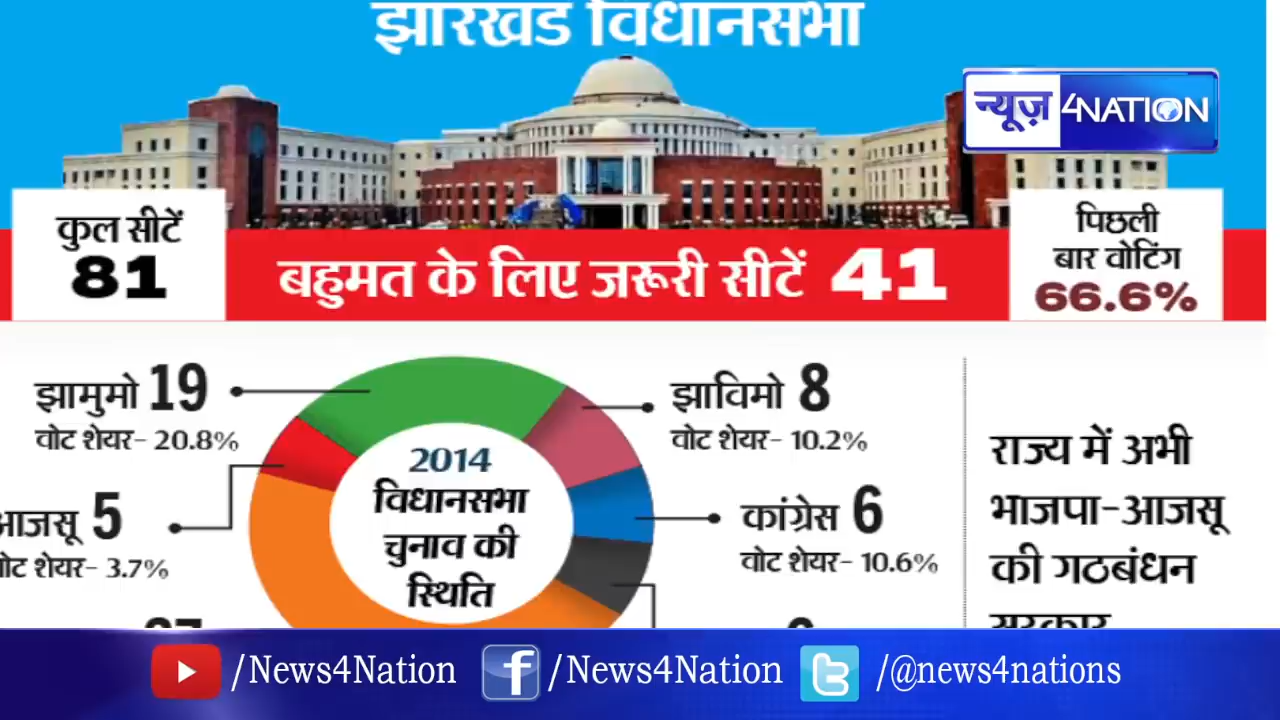 झारखंड विधानसभा
न्यूज़ 4NATION
कुल सीटें
81
बहुमत के लिए जरूरी सीटें 41
पिछली
बार वोटिंग
66.6%
झामुमो 19
वोट शेयर- 20.8%
झाविमो 8
वोट शेयर- 10.2%
2014
विधानसभा
चुनाव की
स्थिति
आजसू 5
वोट शेयर- 3.7%
कांग्रेस 6
वोट शेयर- 10.6%
राज्य में अभी
भाजपा-आजसू
की गठबंधन
सरकार
/News4Nation
/News4Nation
/@news4nations